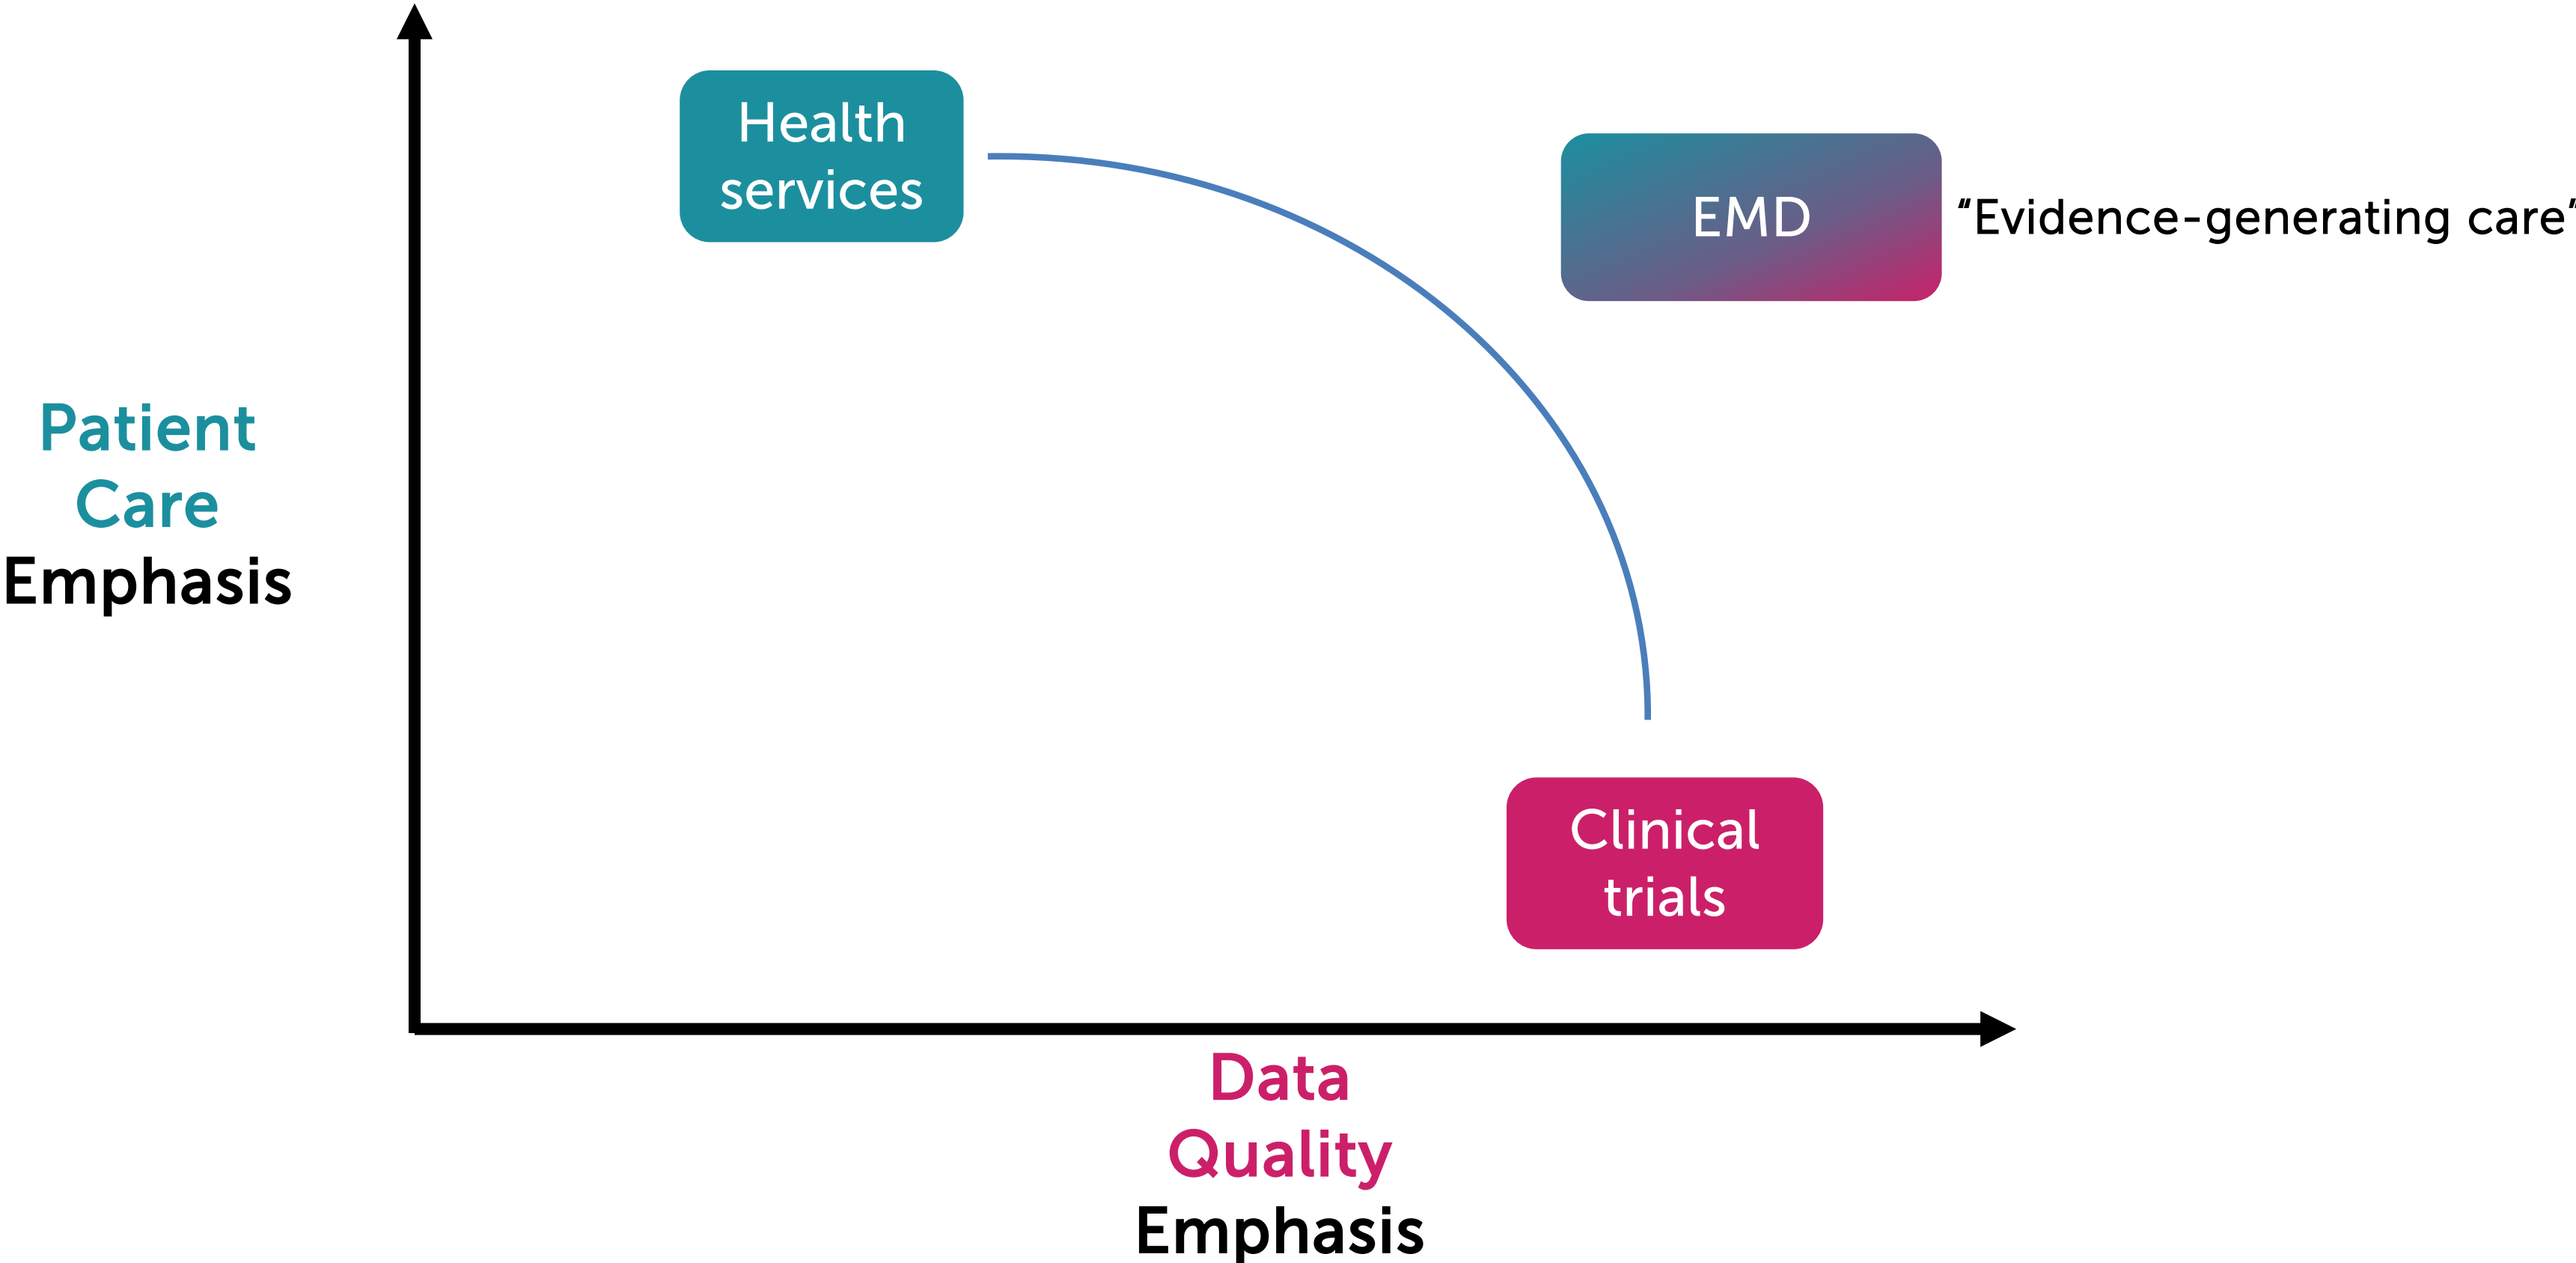 Health
services
EMD
“Evidence-generating care”
Patient
Care
Emphasis
Clinical
trials
Data
Quality
Emphasis